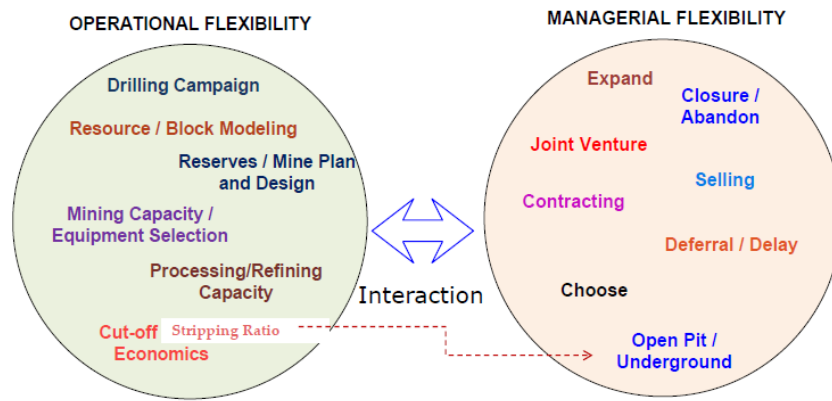 OPERATIONAL FLEXIBILITY
Drilling Campaign
Resource / Block Modeling
Reserves / Mine Plan
and Design
Mining Capacity /
Equipment Selection
Processing/Refining
Capacity
Cut-off Stripping Ratio
Economics
Interaction
MANAGERIAL FLEXIBILITY
Expand
Closure /
Abandon
Joint Venture
Selling
Contracting
Deferral / Delay
Choose
Open Pit /
Underground